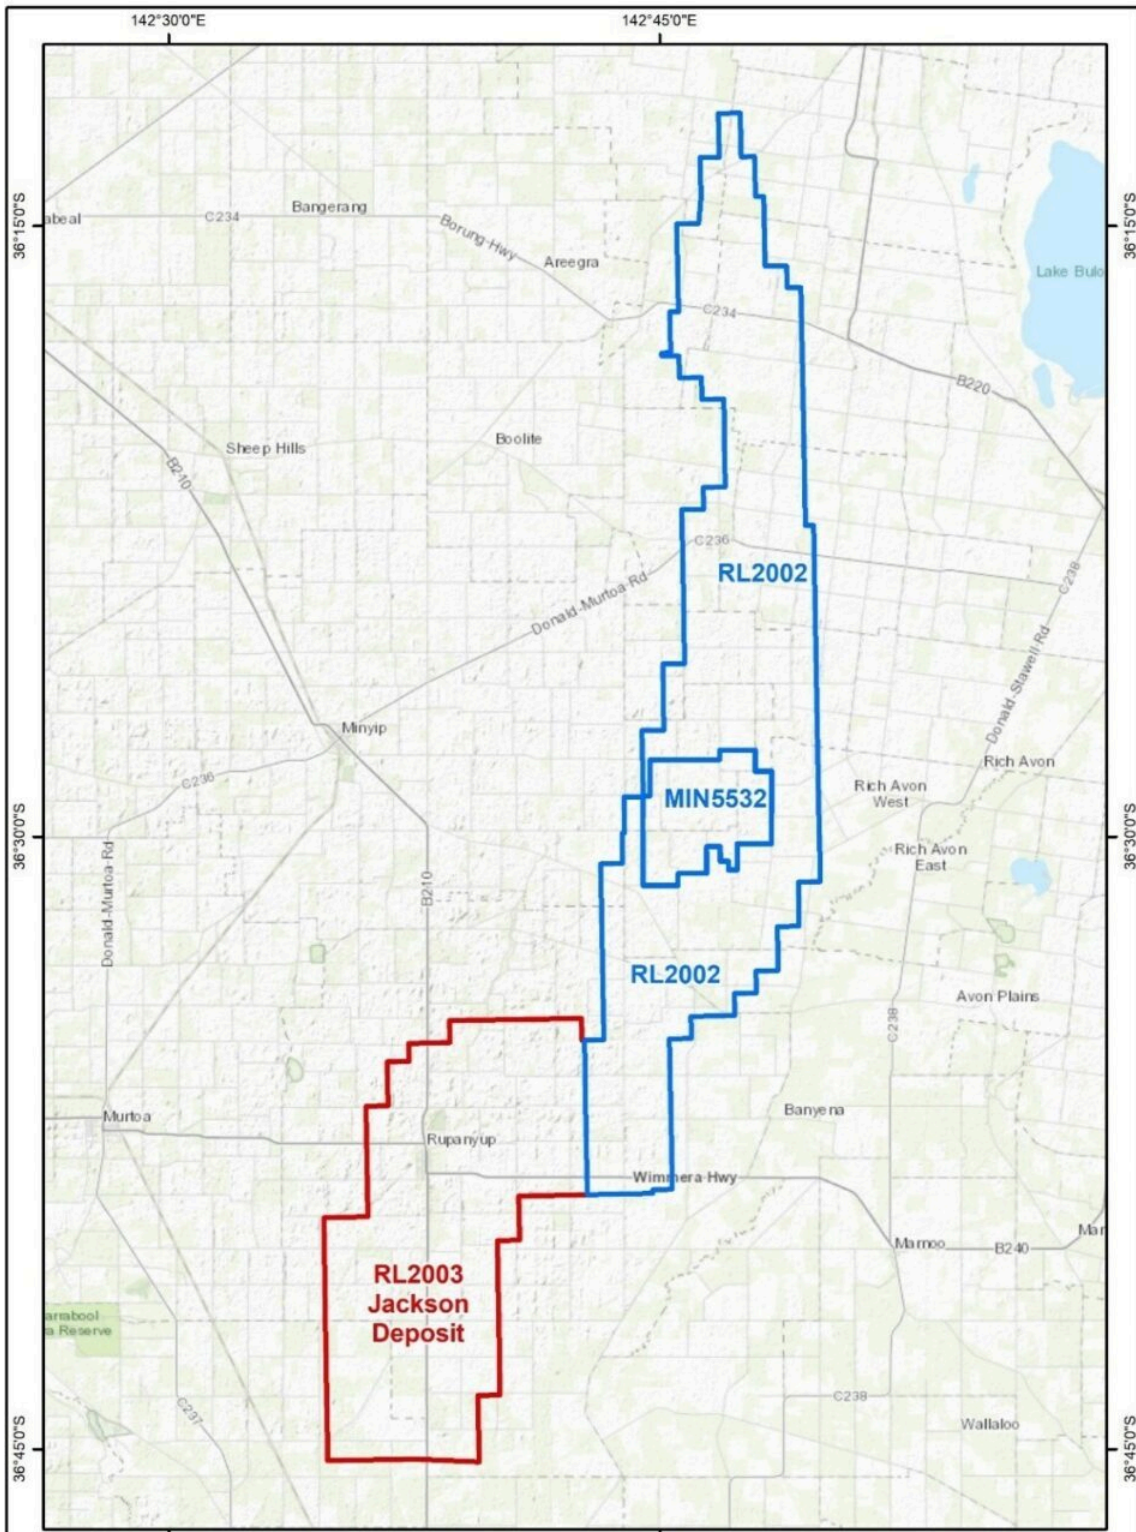 142°30'0"E
142°45'0"E
36°15'0"S
36°15'0"S
abeal
C234
Bangerang
Borung Hwy
Areegra
C234
Lake Bulo
B220
Sheep Hills
Boolite
B210
C236
RL2002
Donald-Murtoa Rd
C238
Donald-Stawell Rd
Minyip
Rich Avon
C236
MIN5532
Rich Avon
West
36°30'0"S
36°30'0"S
Rich Avon
East
Donald-Murtoa Rd
B210
RL2002
Avon Plains
C238
Murtoa
Banyena
Rupanyup
Wimmera Hwy
Marnoo
B240
Mar
RL2003
Jackson
Deposit
arrabool
ra Reserve
C238
C237
Wallaloo
36°45'0"S
36°45'0"S